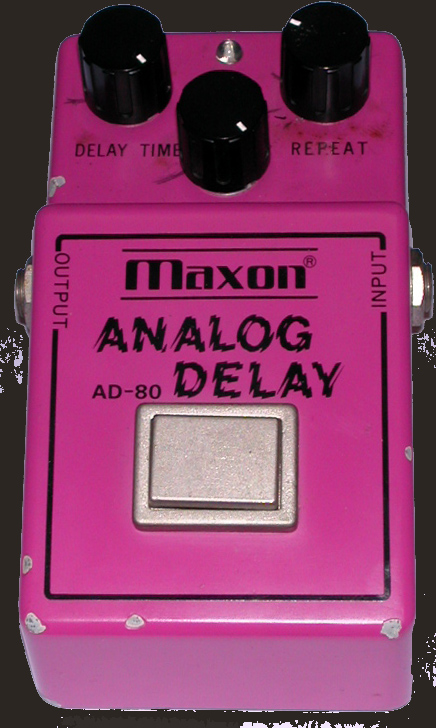 DELAY TIME REPEAT
maxon®
OUTPUT
INPUT
ANALOG
AD-80 DELAY